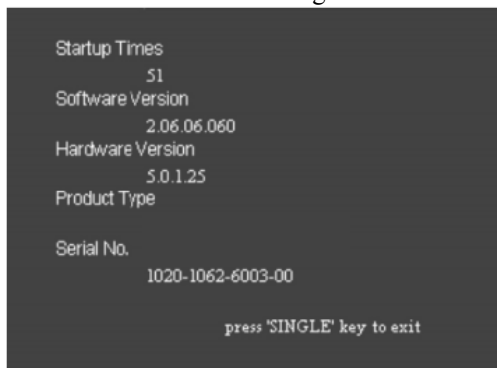 Startup Times
51
Software Version
2.06.06.060
Hardware Version
5.0.1.25
Product Type
Serial No.
1020-1062-6003-00
press 'SINGLE' key to exit